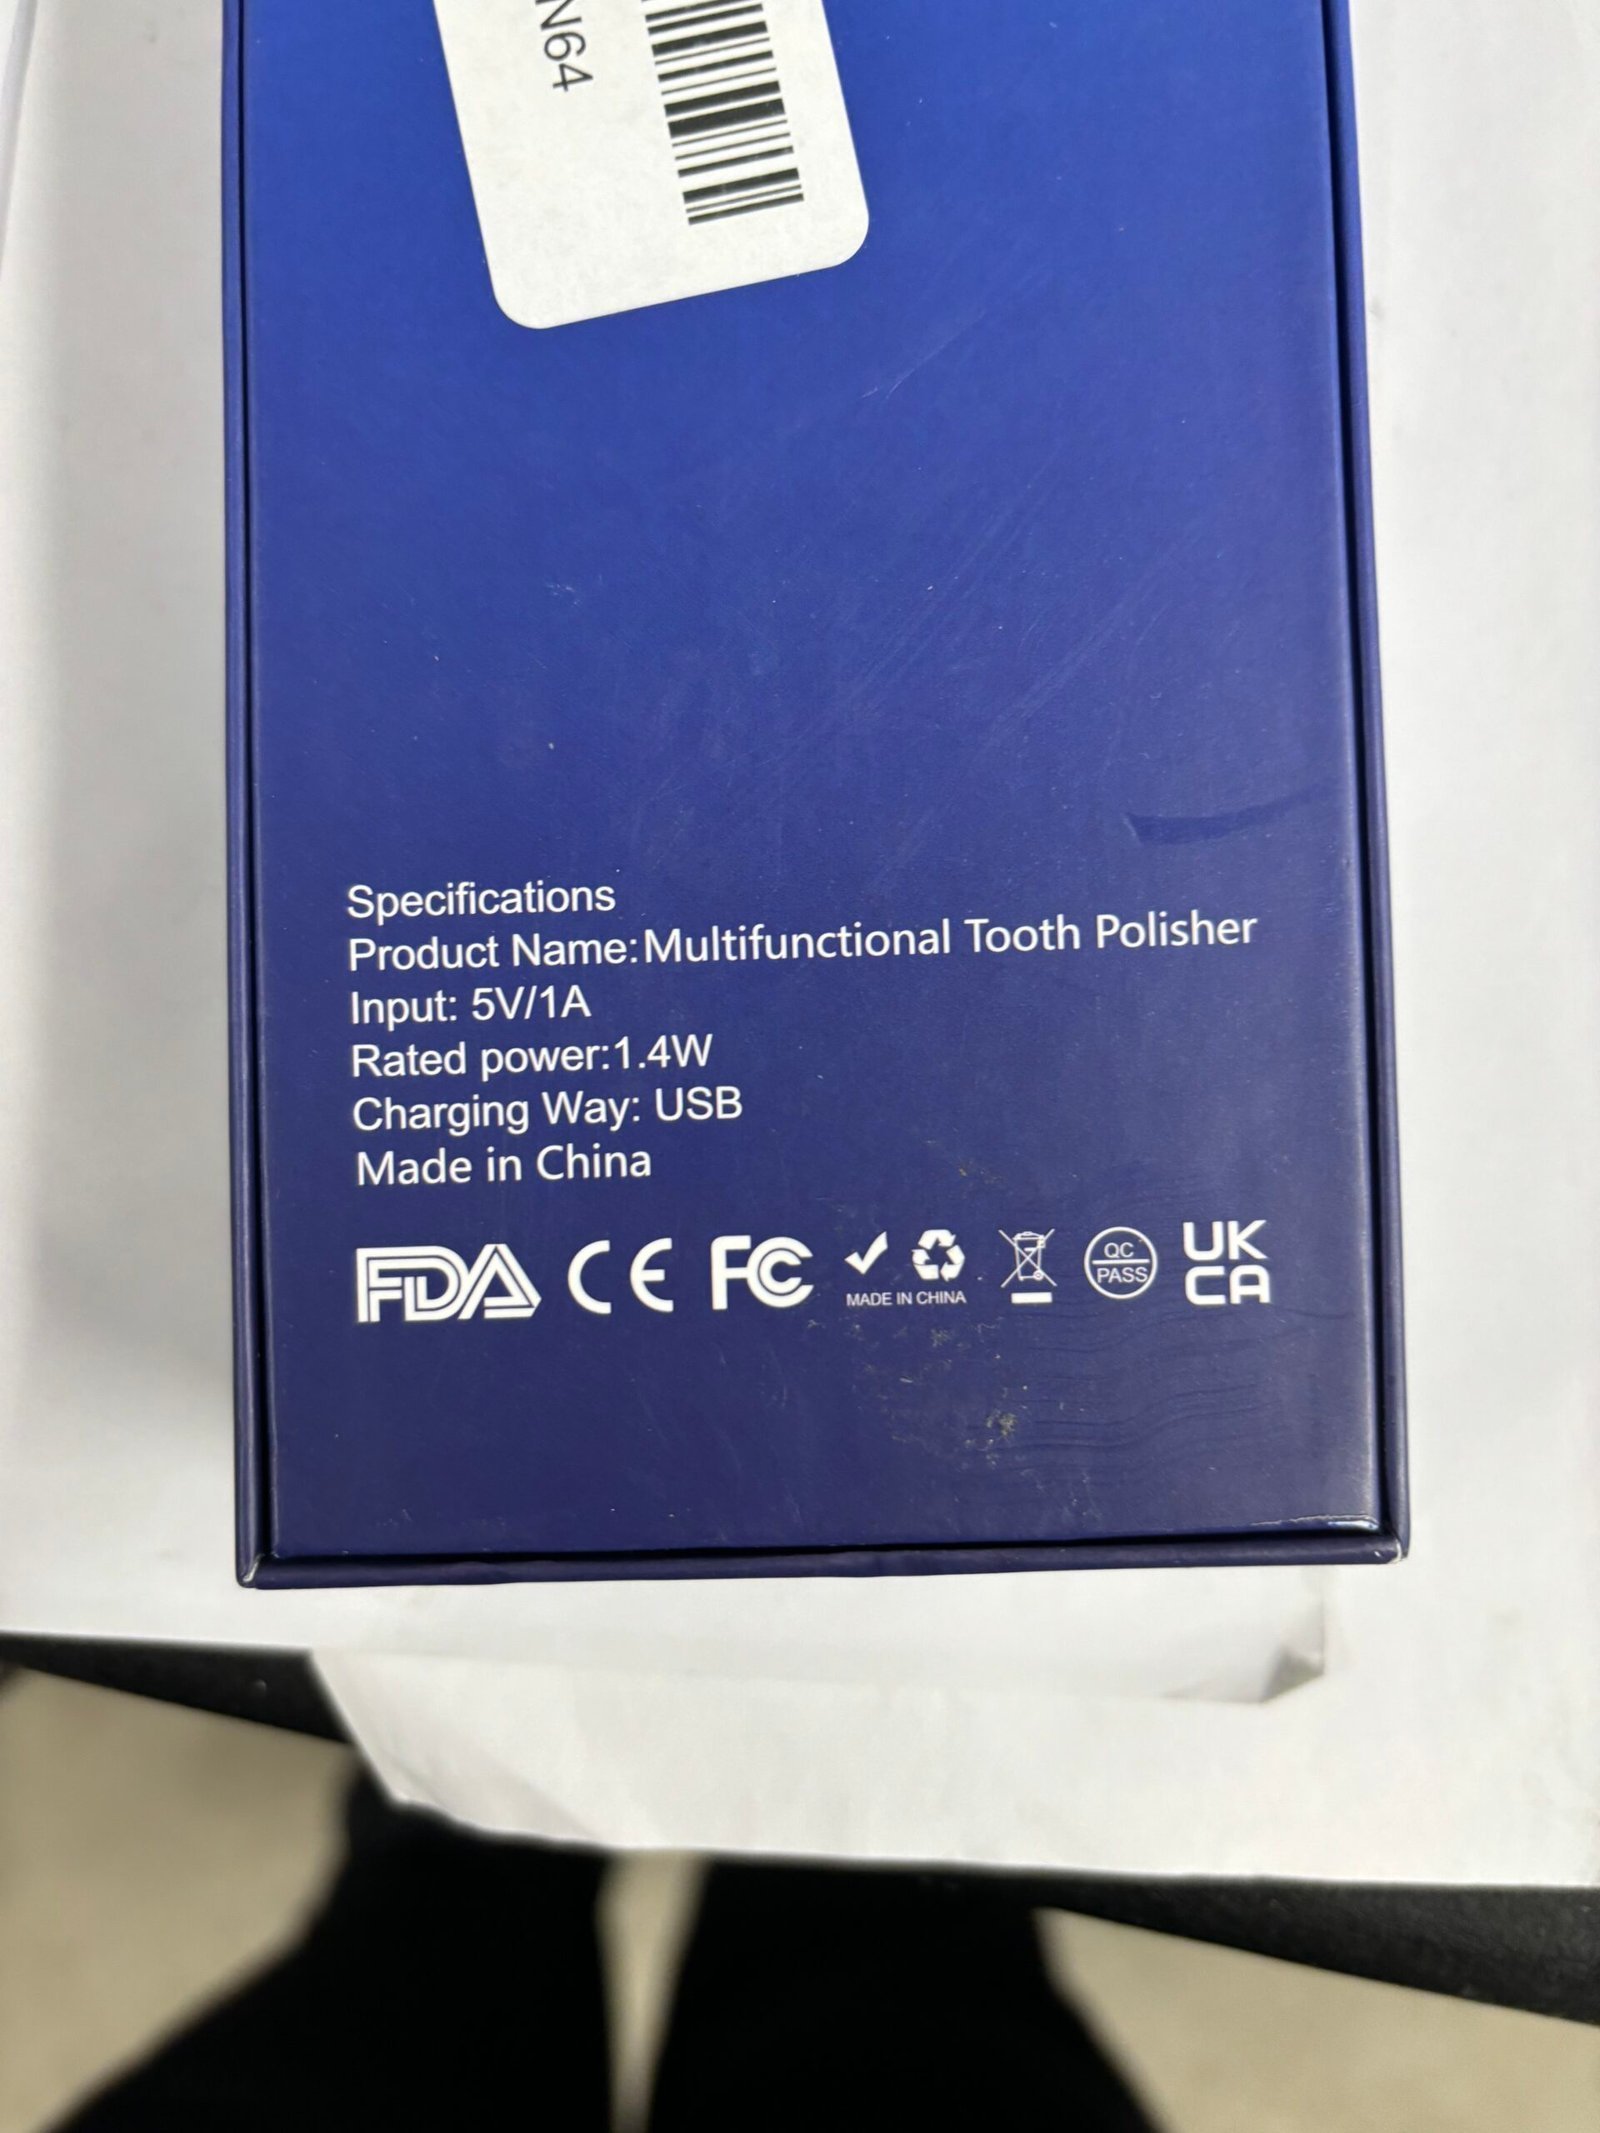 N64
Specifications
Product Name:Multifunctional Tooth Polisher
Input: 5V/1A
Rated power:1.4W
Charging Way: USB
Made in China
FDA CE FC MADE IN CHINA QC PASS UK CA